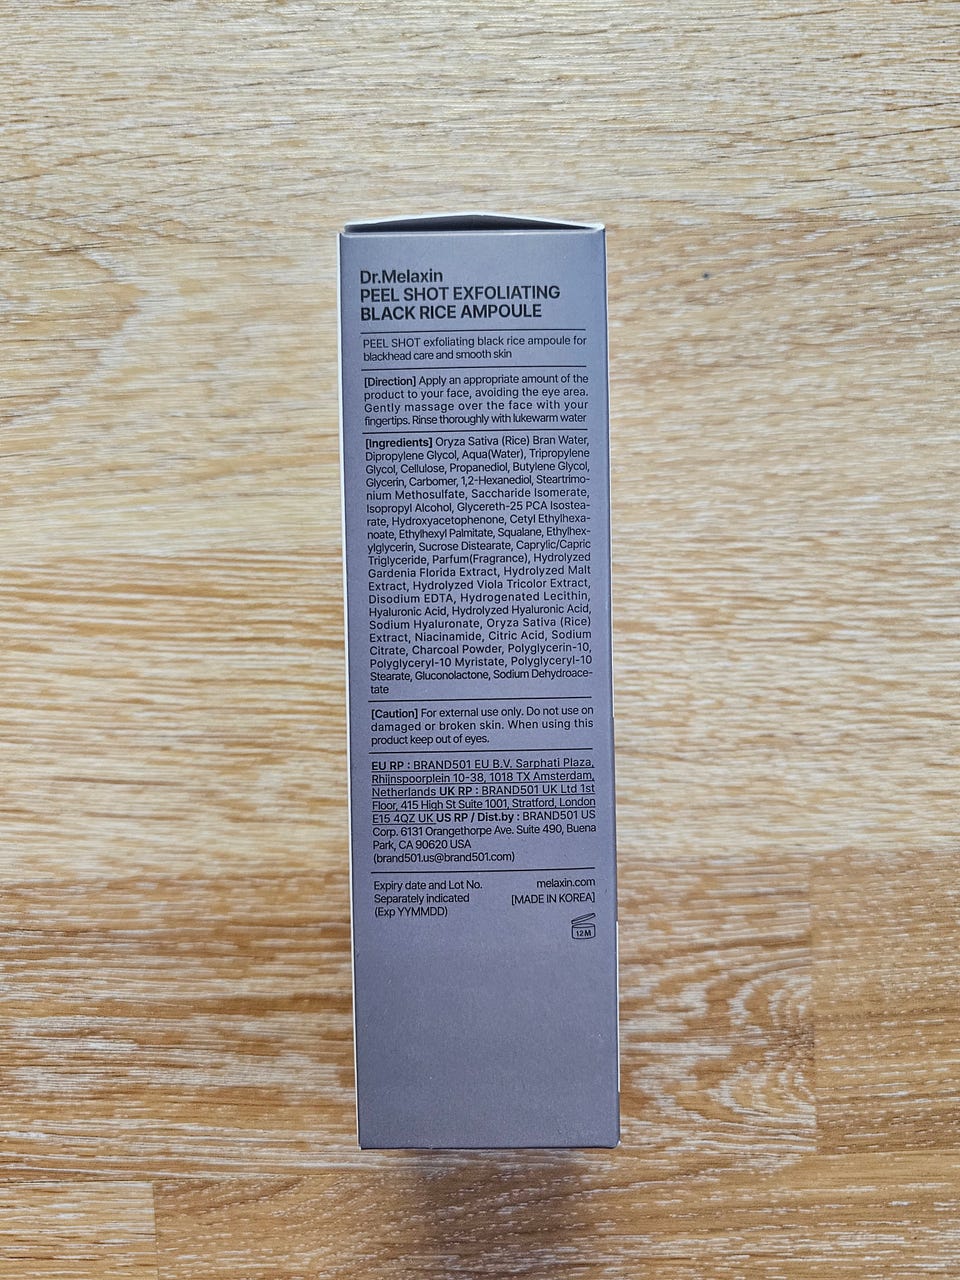 Dr.Melaxin
PEEL SHOT EXFOLIATING
BLACK RICE AMPOULE
PEEL SHOT exfoliating black rice ampoule for
blackhead care and smooth skin
[Direction] Apply an appropriate amount of the
product to your face, avoiding the eye area.
Gently massage over the face with your
fingertips. Rinse thoroughly with lukewarm water
[Ingredients] Oryza Sativa (Rice) Bran Water,
Dipropylene Glycol, Aqua(Water), Tripropylene
Glycol, Cellulose, Propanediol, Butylene Glycol,
Glycerin, Carbomer, 1,2-Hexanediol, Steartrimo-
nium Methosulfate, Saccharide Isomerate,
Isopropyl Alcohol, Glycereth-25 PCA Isostea-
rate, Hydroxyacetophenone, Cetyl Ethylhexa-
noate, Ethylhexyl Palmitate, Squalane, Ethylhex-
ylglycerin, Sucrose Distearate, Caprylic/Capric
Triglyceride, Parfum(Fragrance), Hydrolyzed
Gardenia Florida Extract, Hydrolyzed Malt
Extract, Hydrolyzed Viola Tricolor Extract,
Disodium EDTA, Hydrogenated Lecithin,
Hyaluronic Acid, Hydrolyzed Hyaluronic Acid,
Sodium Hyaluronate, Oryza Sativa (Rice)
Extract, Niacinamide, Citric Acid, Sodium
Citrate, Charcoal Powder, Polyglycerin-10,
Polyglyceryl-10 Myristate, Polyglyceryl-10
Stearate, Gluconolactone, Sodium Dehydroace-
tate
[Caution] For external use only. Do not use on
damaged or broken skin. When using this
product keep out of eyes.
EU RP : BRAND501 EU B.V. Sarphati Plaza,
Rhijnspoorplein 10-38, 1018 TX Amsterdam,
Netherlands UK RP : BRAND501 UK Ltd 1st
Floor, 415 High St Suite 1001, Stratford, London
E15 4QZ UK US RP / Dist.by : BRAND501 US
Corp. 6131 Orangethorpe Ave. Suite 490, Buena
Park, CA 90620 USA
(brand501.us@brand501.com)
Expiry date and Lot No.
Separately indicated
(Exp YYMMDD)
melaxin.com
[MADE IN KOREA]
12M